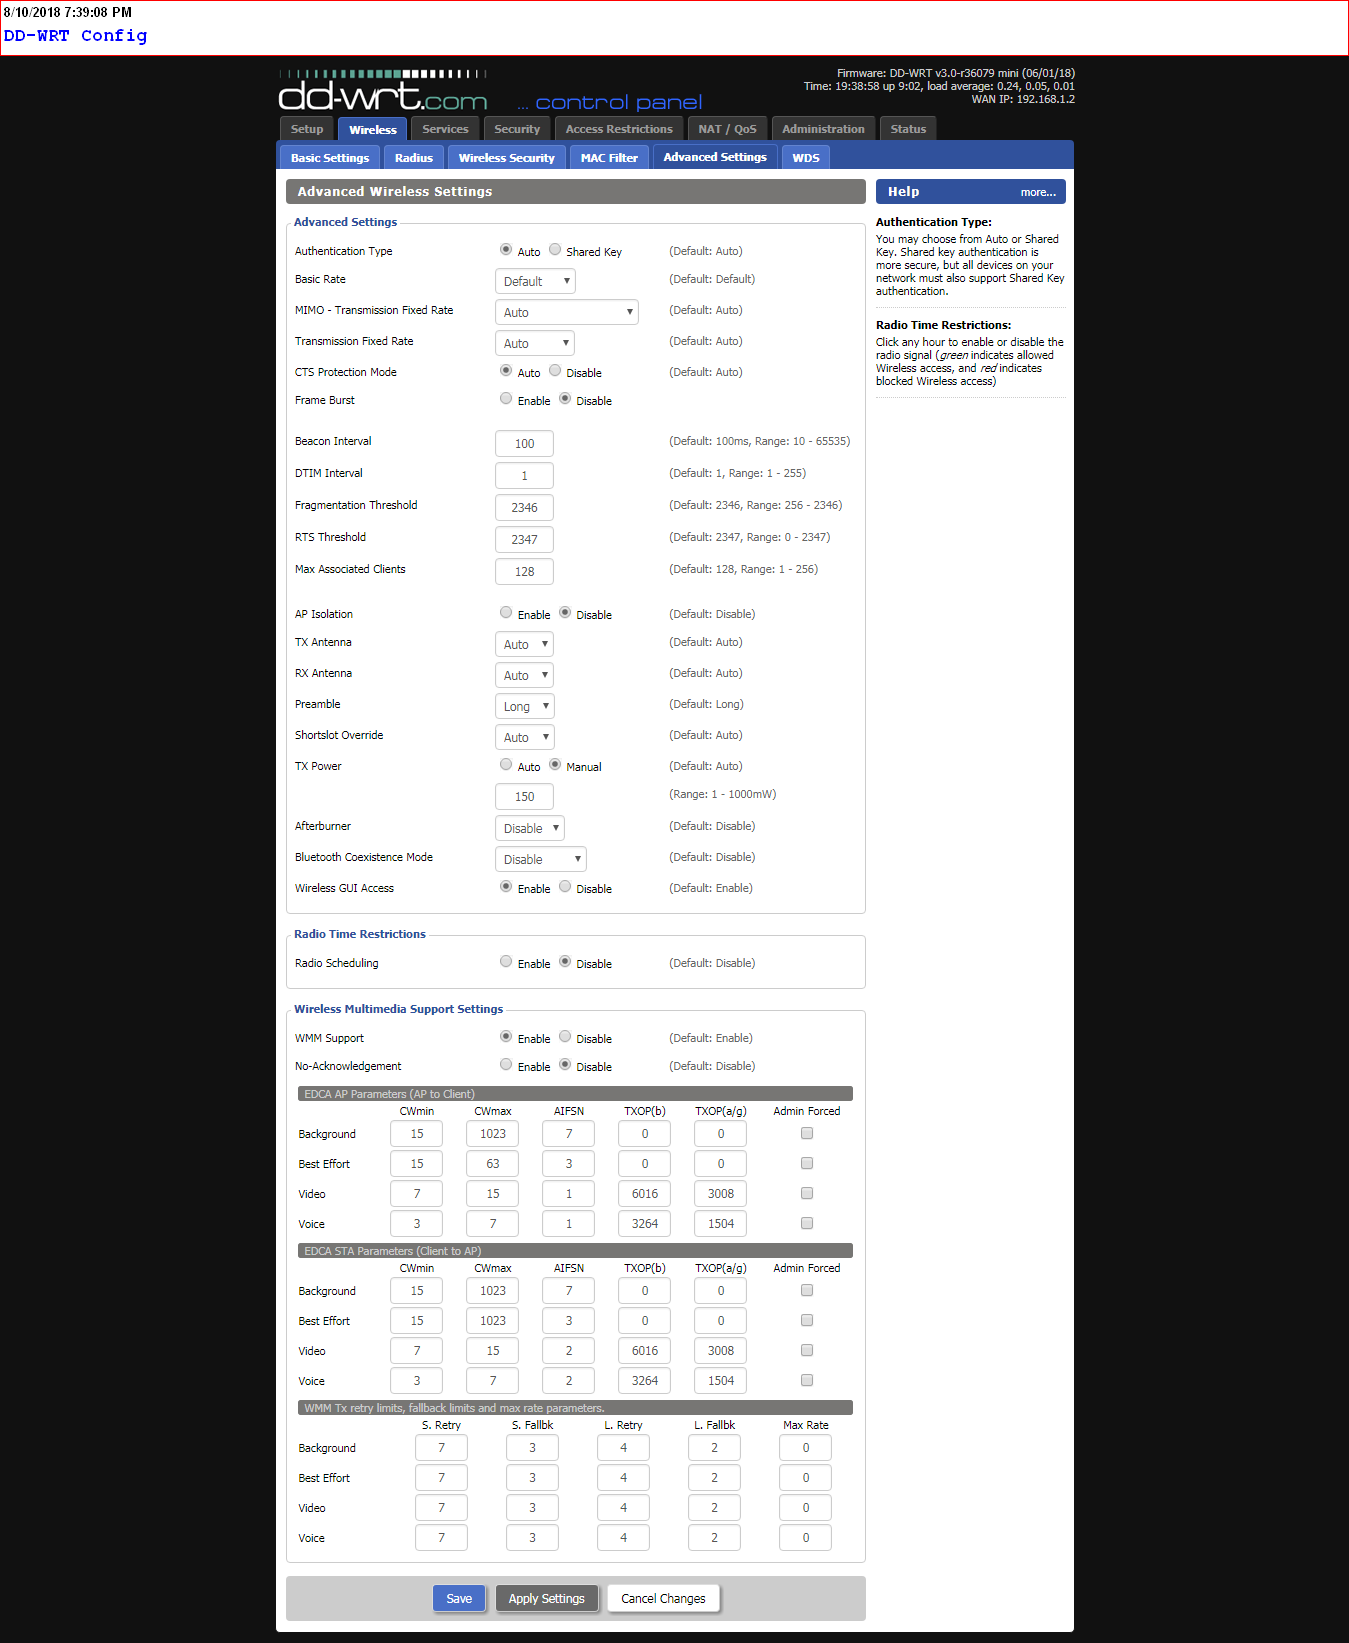 8/10/2018 7:39:08 PM
DD-WRT Config
dd-wrt.com ... control panel
Firmware: DD-WRT v3.0-r36079 mini (06/01/18)
Time: 19:38:58 up 9:02, load average: 0.24, 0.05, 0.01
WAN IP: 192.168.1.2
Setup Wireless Services Security Access Restrictions NAT / QoS Administration Status
Basic Settings Radius Wireless Security MAC Filter Advanced Settings WDS
Advanced Wireless Settings
Advanced Settings
Authentication Type Auto Shared Key (Default: Auto)
Basic Rate Default (Default: Default)
MIMO - Transmission Fixed Rate Auto (Default: Auto)
Transmission Fixed Rate Auto (Default: Auto)
CTS Protection Mode Auto Disable (Default: Auto)
Frame Burst Enable Disable
Beacon Interval 100 (Default: 100ms, Range: 10 - 65535)
DTIM Interval 1 (Default: 1, Range: 1 - 255)
Fragmentation Threshold 2346 (Default: 2346, Range: 256 - 2346)
RTS Threshold 2347 (Default: 2347, Range: 0 - 2347)
Max Associated Clients 128 (Default: 128, Range: 1 - 256)
AP Isolation Enable Disable (Default: Disable)
TX Antenna Auto (Default: Auto)
RX Antenna Auto (Default: Auto)
Preamble Long (Default: Long)
Shortslot Override Auto (Default: Auto)
TX Power Auto Manual (Default: Auto)
150 (Range: 1 - 1000mW)
Afterburner Disable (Default: Disable)
Bluetooth Coexistence Mode Disable (Default: Disable)
Wireless GUI Access Enable Disable (Default: Enable)
Radio Time Restrictions
Radio Scheduling Enable Disable (Default: Disable)
Wireless Multimedia Support Settings
WMM Support Enable Disable (Default: Enable)
No-Acknowledgement Enable Disable (Default: Disable)
EDCA AP Parameters (AP to Client)
CWmin CWmax AIFSN TXOP(b) TXOP(a/g) Admin Forced
Background 15 1023 7 0 0
Best Effort 15 63 3 0 0
Video 7 15 1 6016 3008
Voice 3 7 1 3264 1504
EDCA STA Parameters (Client to AP)
CWmin CWmax AIFSN TXOP(b) TXOP(a/g) Admin Forced
Background 15 1023 7 0 0
Best Effort 15 1023 3 0 0
Video 7 15 2 6016 3008
Voice 3 7 2 3264 1504
WMM Tx retry limits, fallback limits and max rate parameters.
S. Retry S. Fallbk L. Retry L. Fallbk Max Rate
Background 7 3 4 2 0
Best Effort 7 3 4 2 0
Video 7 3 4 2 0
Voice 7 3 4 2 0
Save Apply Settings Cancel Changes
Help more...
Authentication Type:
You may choose from Auto or Shared
Key. Shared key authentication is
more secure, but all devices on your
network must also support Shared Key
authentication.
Radio Time Restrictions:
Click any hour to enable or disable the
radio signal (green indicates allowed
Wireless access, and red indicates
blocked Wireless access)